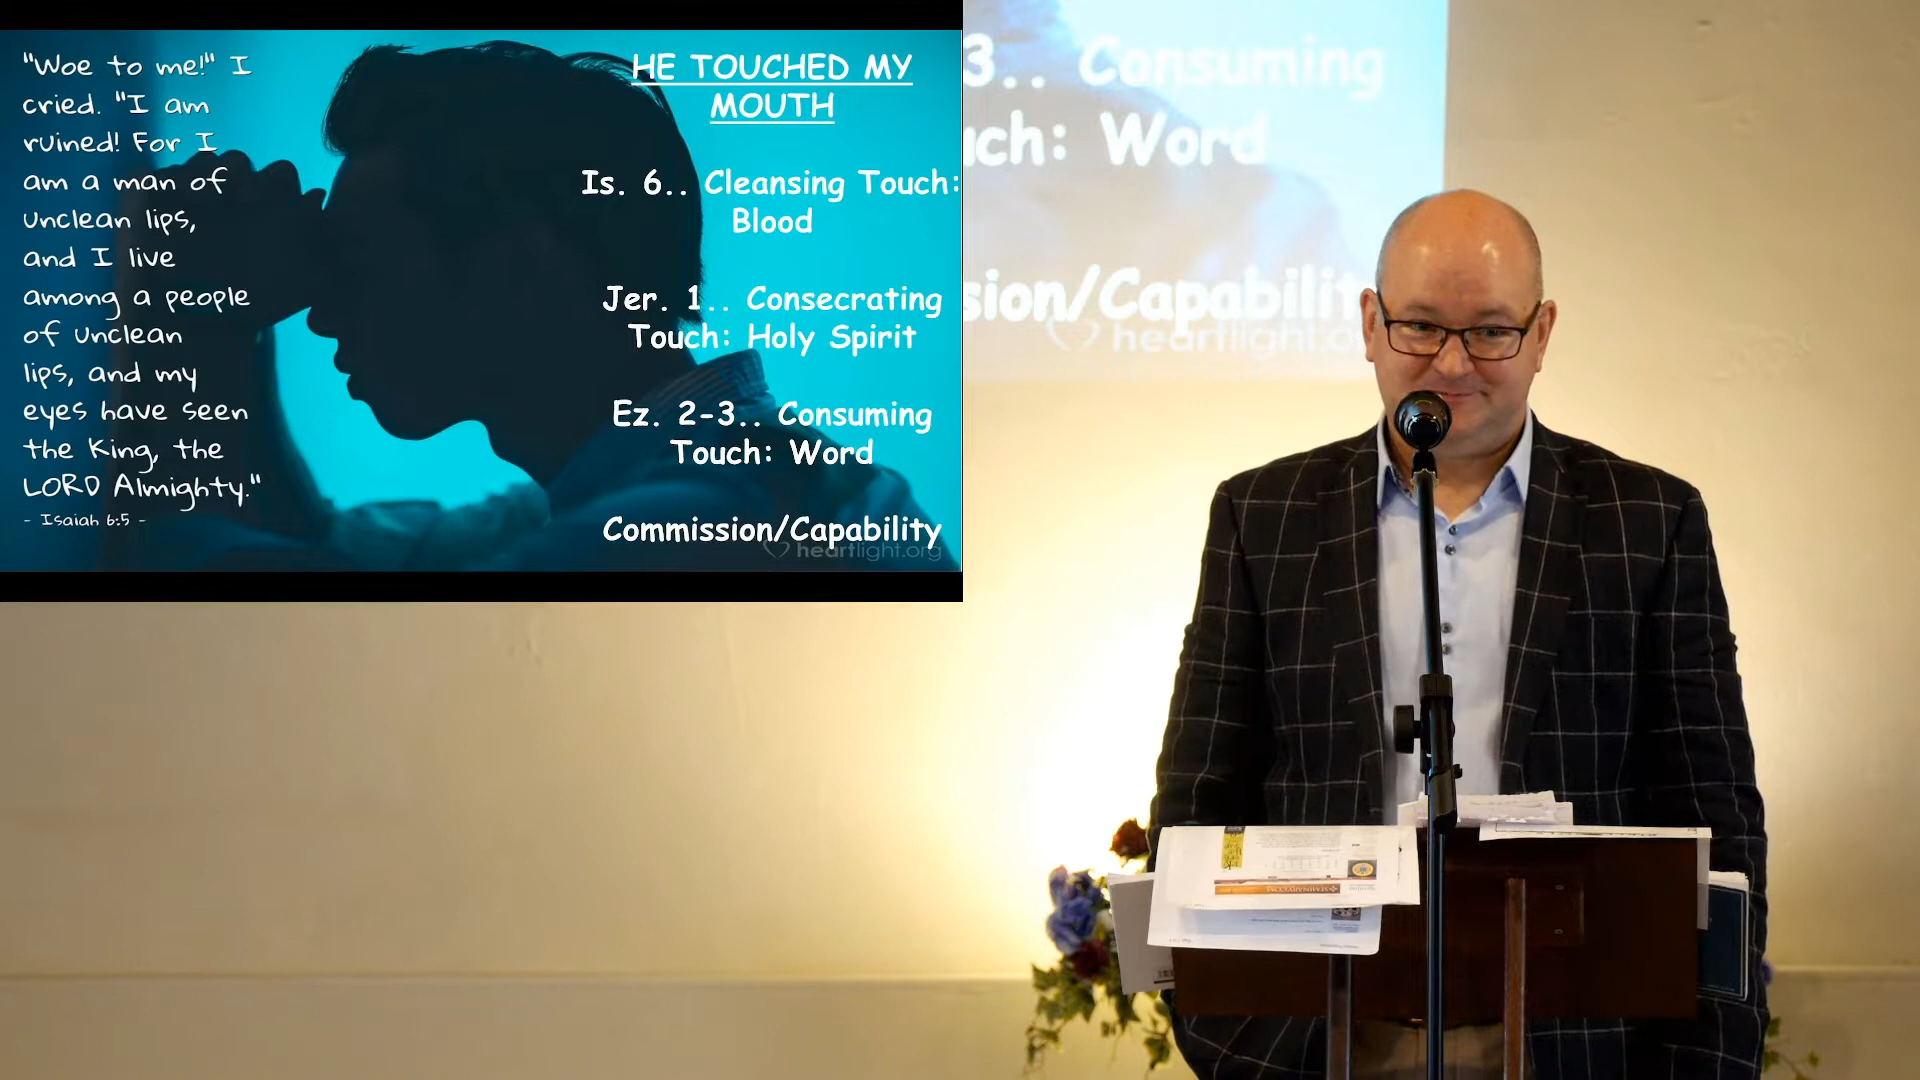 "Woe to me!" I
cried. "I am
ruined! For I
am a man of
unclean lips,
and I live
among a people
of unclean
lips, and my
eyes have seen
the King, the
LORD Almighty."
- Isaiah 6:5 -
HE TOUCHED MY
MOUTH
Is. 6.. Cleansing Touch:
Blood
Jer. 1.. Consecrating
Touch: Holy Spirit
Ez. 2-3.. Consuming
Touch: Word
Commission/Capability
heartlight.org
3.. Consuming
uch: Word
sion/Capabilit
heartlight.or